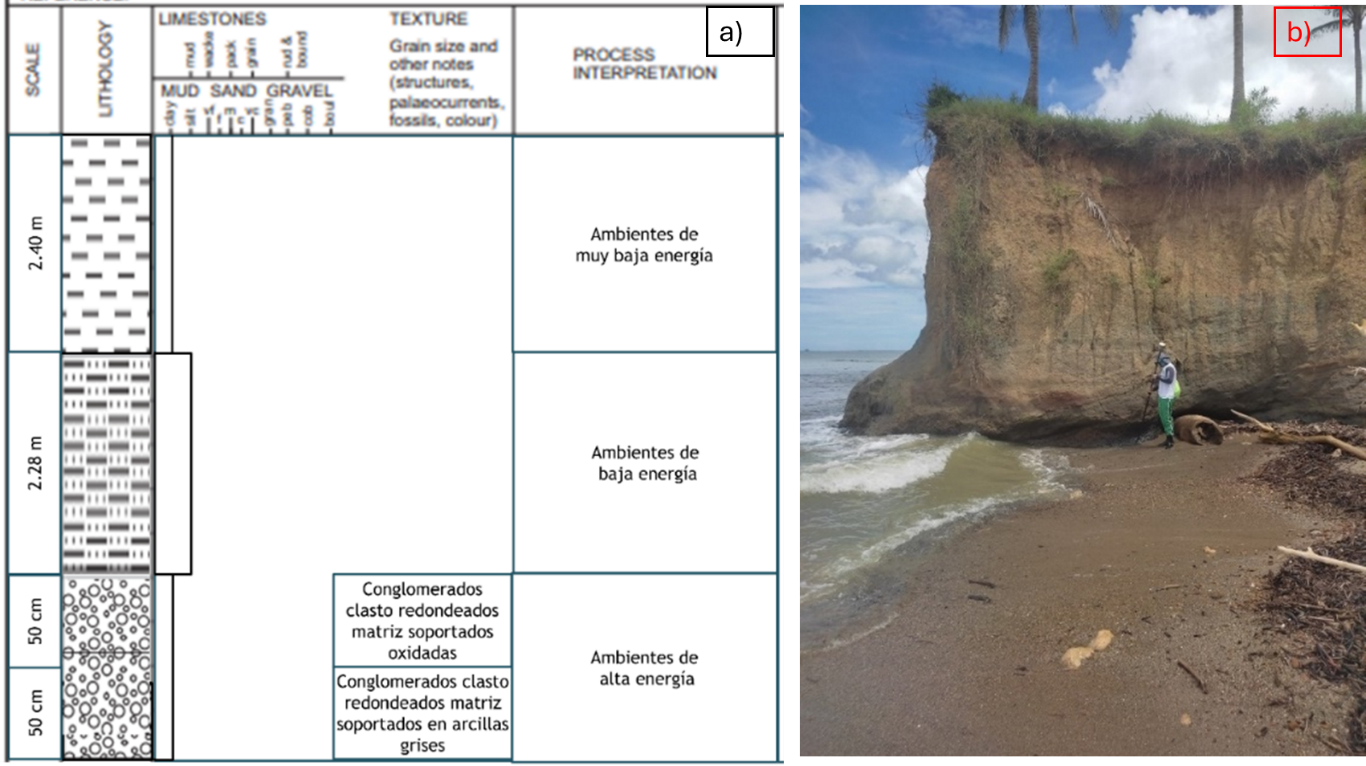 LIMESTONES
TEXTURE
a)
b)
SCALE
LITHOLOGY
mud
wacke
pack
grain
rud &
bound
Grain size and
other notes
(structures,
palaeocurrents,
fossils, colour)
PROCESS
INTERPRETATION
MUD SAND GRAVEL
clay
silt
vf
f
m
c
vc
gran
peb
cob
boul
2.40 m
Ambientes de
muy baja energía
2.28 m
Ambientes de
baja energía
50 cm
Conglomerados
clasto redondeados
matriz soportados
oxidadas
Ambientes de
alta energía
50 cm
Conglomerados clasto
redondeados matriz
soportados en arcillas
grises